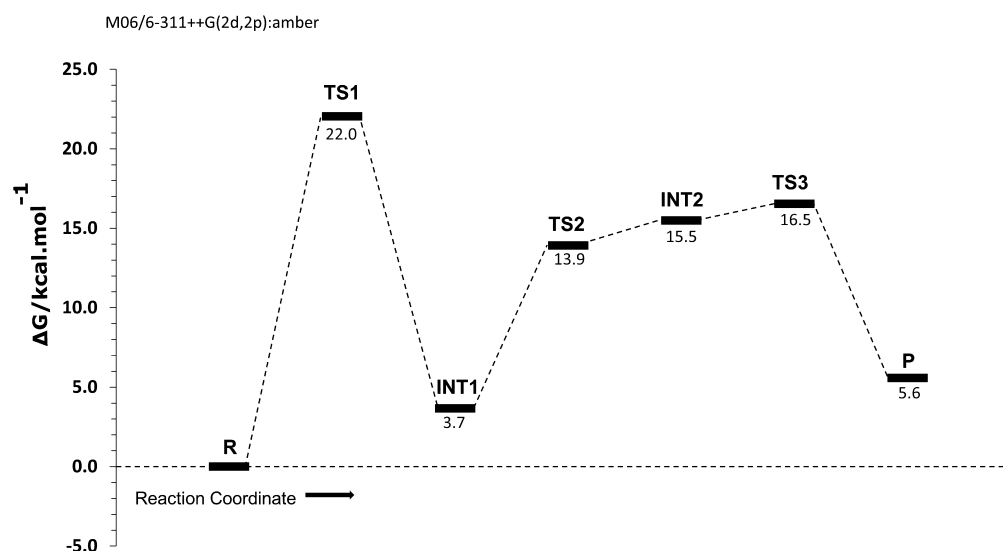 M06/6-311++G(2d,2p):amber
25.0
TS1
22.0
20.0
TS3
INT2
16.5
15.5
15.0
TS2
13.9
ΔG/kcal.mol-1
10.0
INT1
P
5.0
5.6
3.7
R
0.0
Reaction Coordinate
-5.0